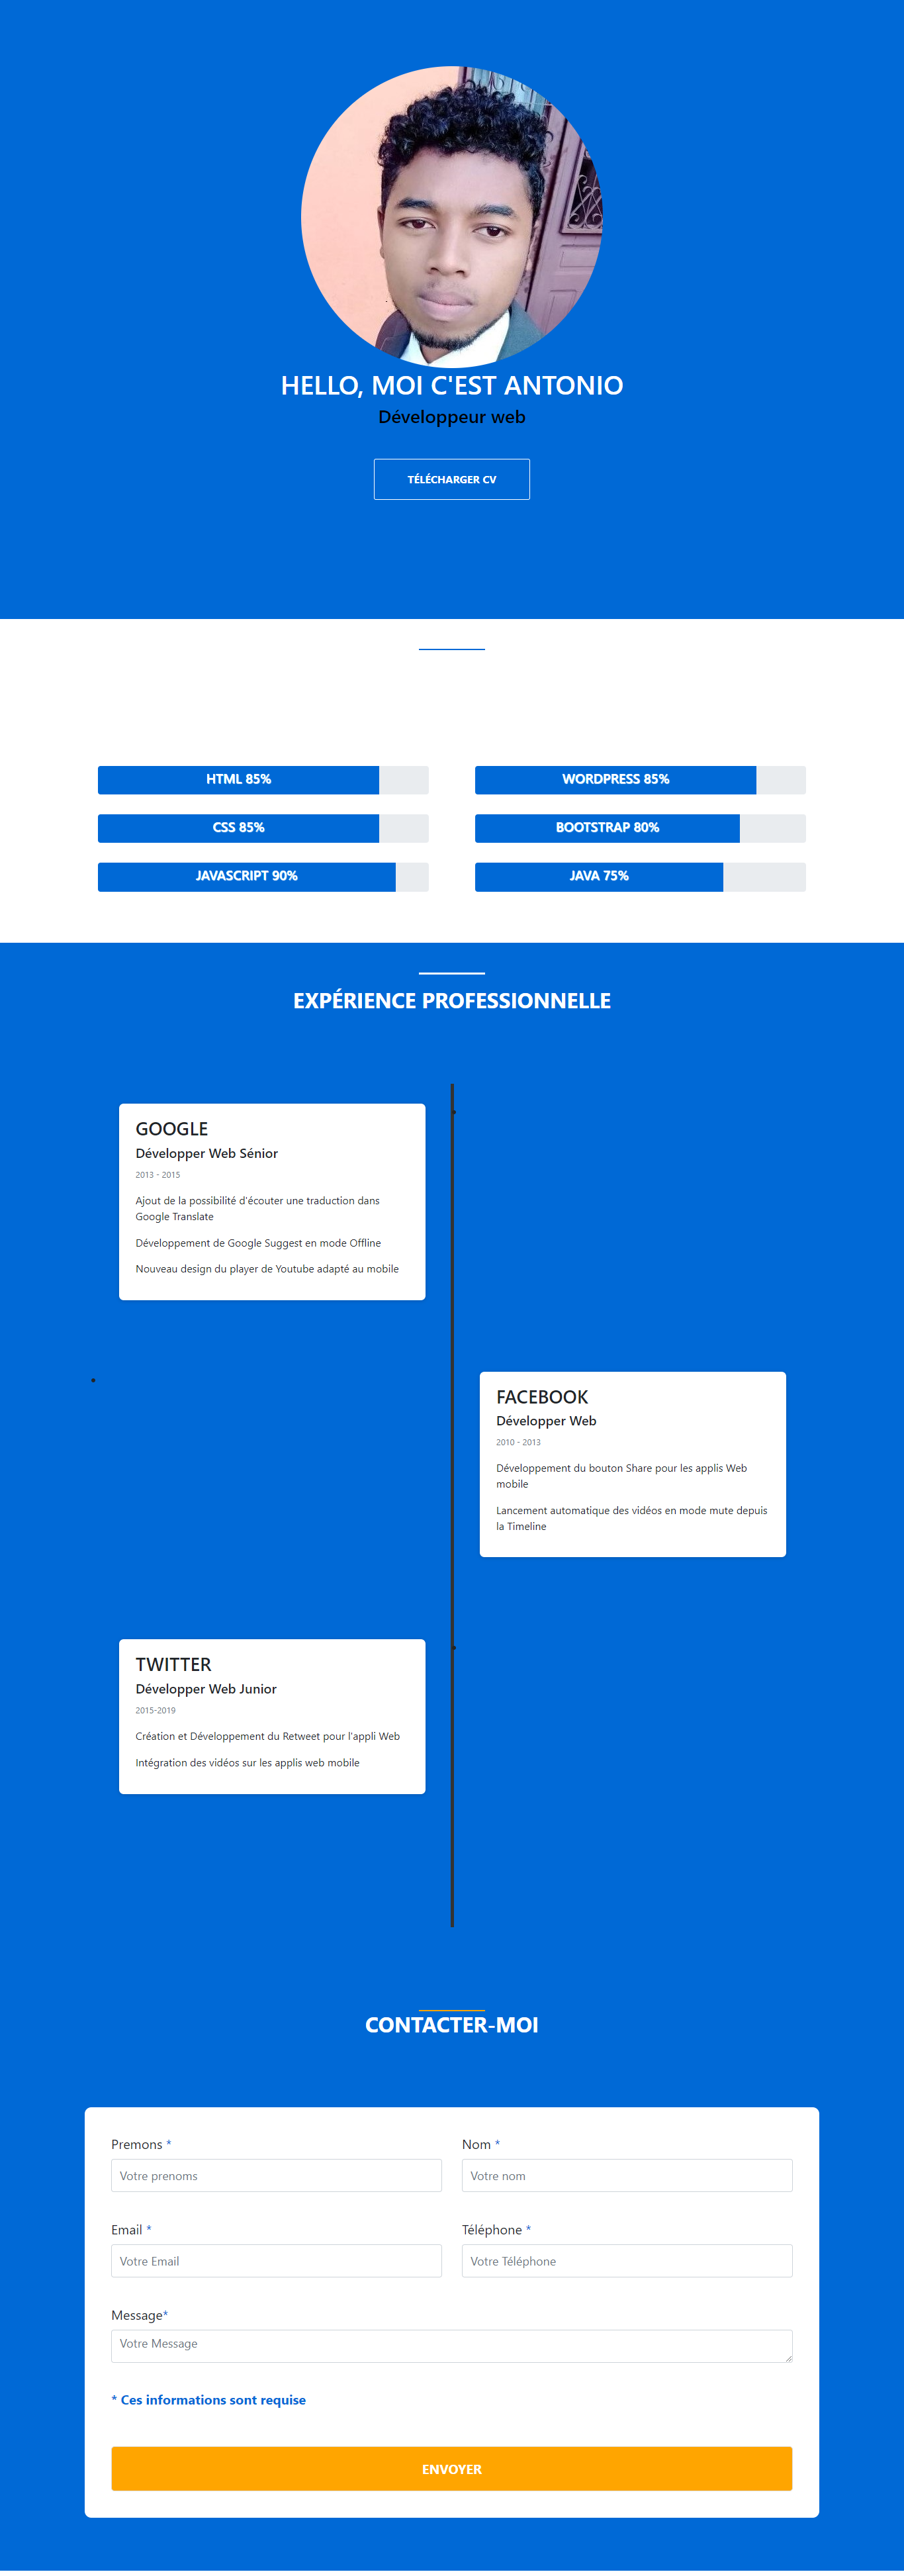 HELLO, MOI C'EST ANTONIO
Développeur web
TÉLÉCHARGER CV
HTML 85%
WORDPRESS 85%
CSS 85%
BOOTSTRAP 80%
JAVASCRIPT 90%
JAVA 75%
EXPÉRIENCE PROFESSIONNELLE
GOOGLE
Développer Web Sénior
2013 - 2015
Ajout de la possibilité d'écouter une traduction dans
Google Translate
Développement de Google Suggest en mode Offline
Nouveau design du player de Youtube adapté au mobile
FACEBOOK
Développer Web
2010 - 2013
Développement du bouton Share pour les applis Web
mobile
Lancement automatique des vidéos en mode mute depuis
la Timeline
TWITTER
Développer Web Junior
2015-2019
Création et Développement du Retweet pour l'appli Web
Intégration des vidéos sur les applis web mobile
CONTACTER-MOI
Premons *
Nom *
Votre prenoms
Votre nom
Email *
Téléphone *
Votre Email
Votre Téléphone
Message*
Votre Message
* Ces informations sont requise
ENVOYER